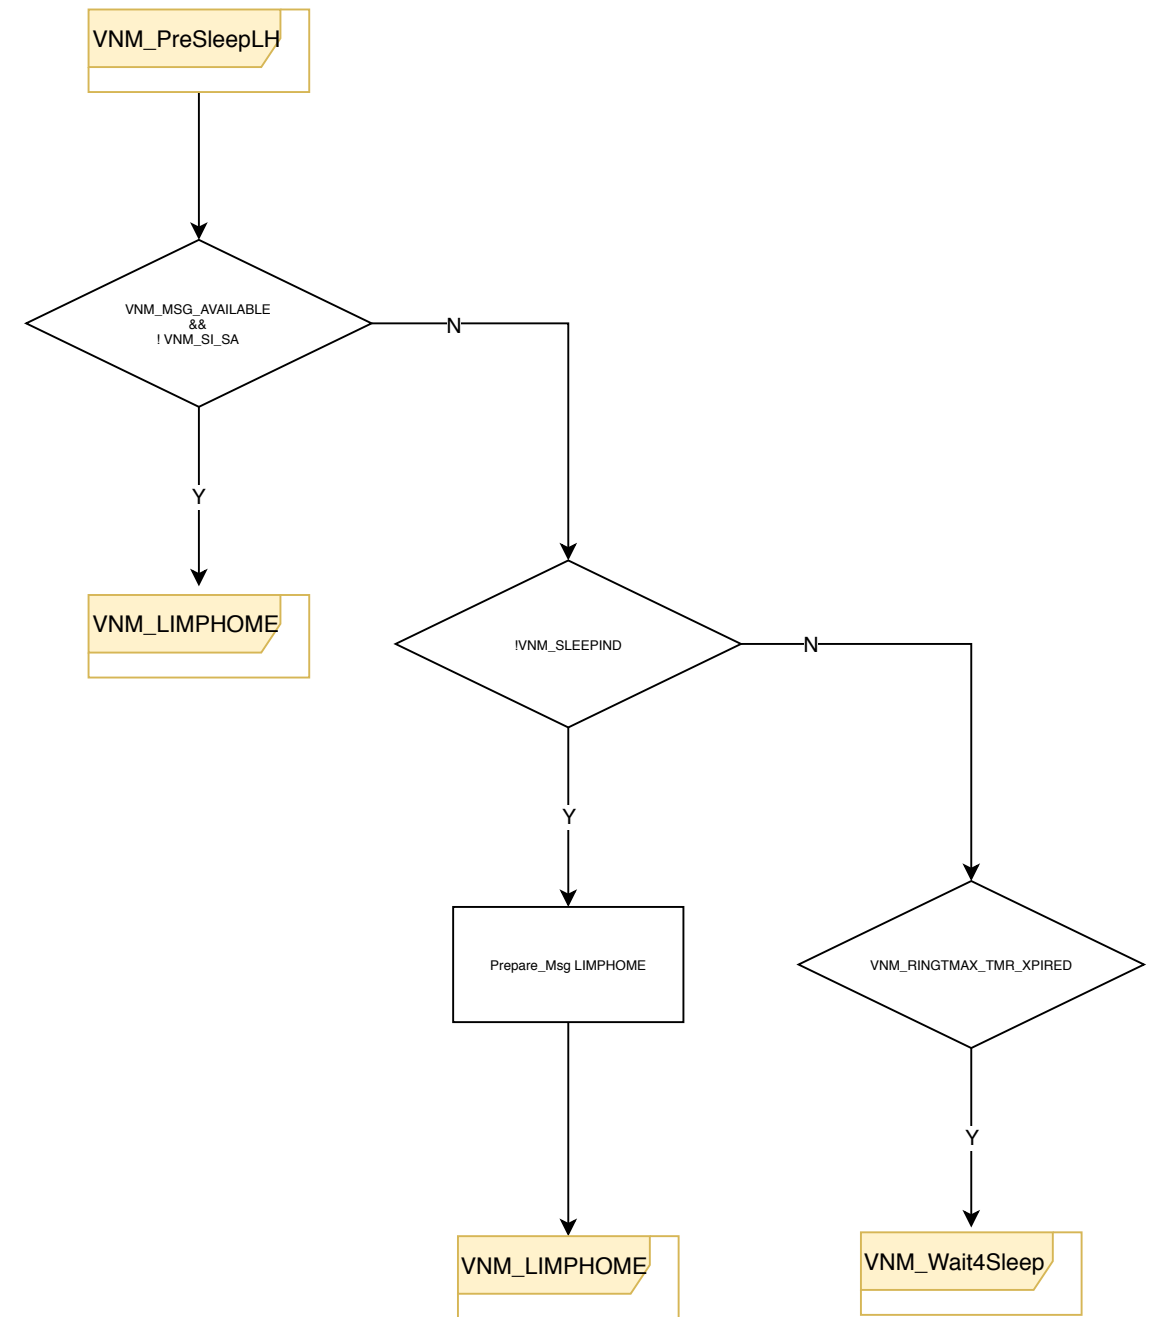 VNM_PreSleepLH
VNM_MSG_AVAILABLE
&&
! VNM_SI_SA
N
Y
VNM_LIMPHOME
!VNM_SLEEPIND
N
Y
Prepare_Msg LIMPHOME
VNM_RINGTMAX_TMR_XPIRED
Y
VNM_LIMPHOME
VNM_Wait4Sleep